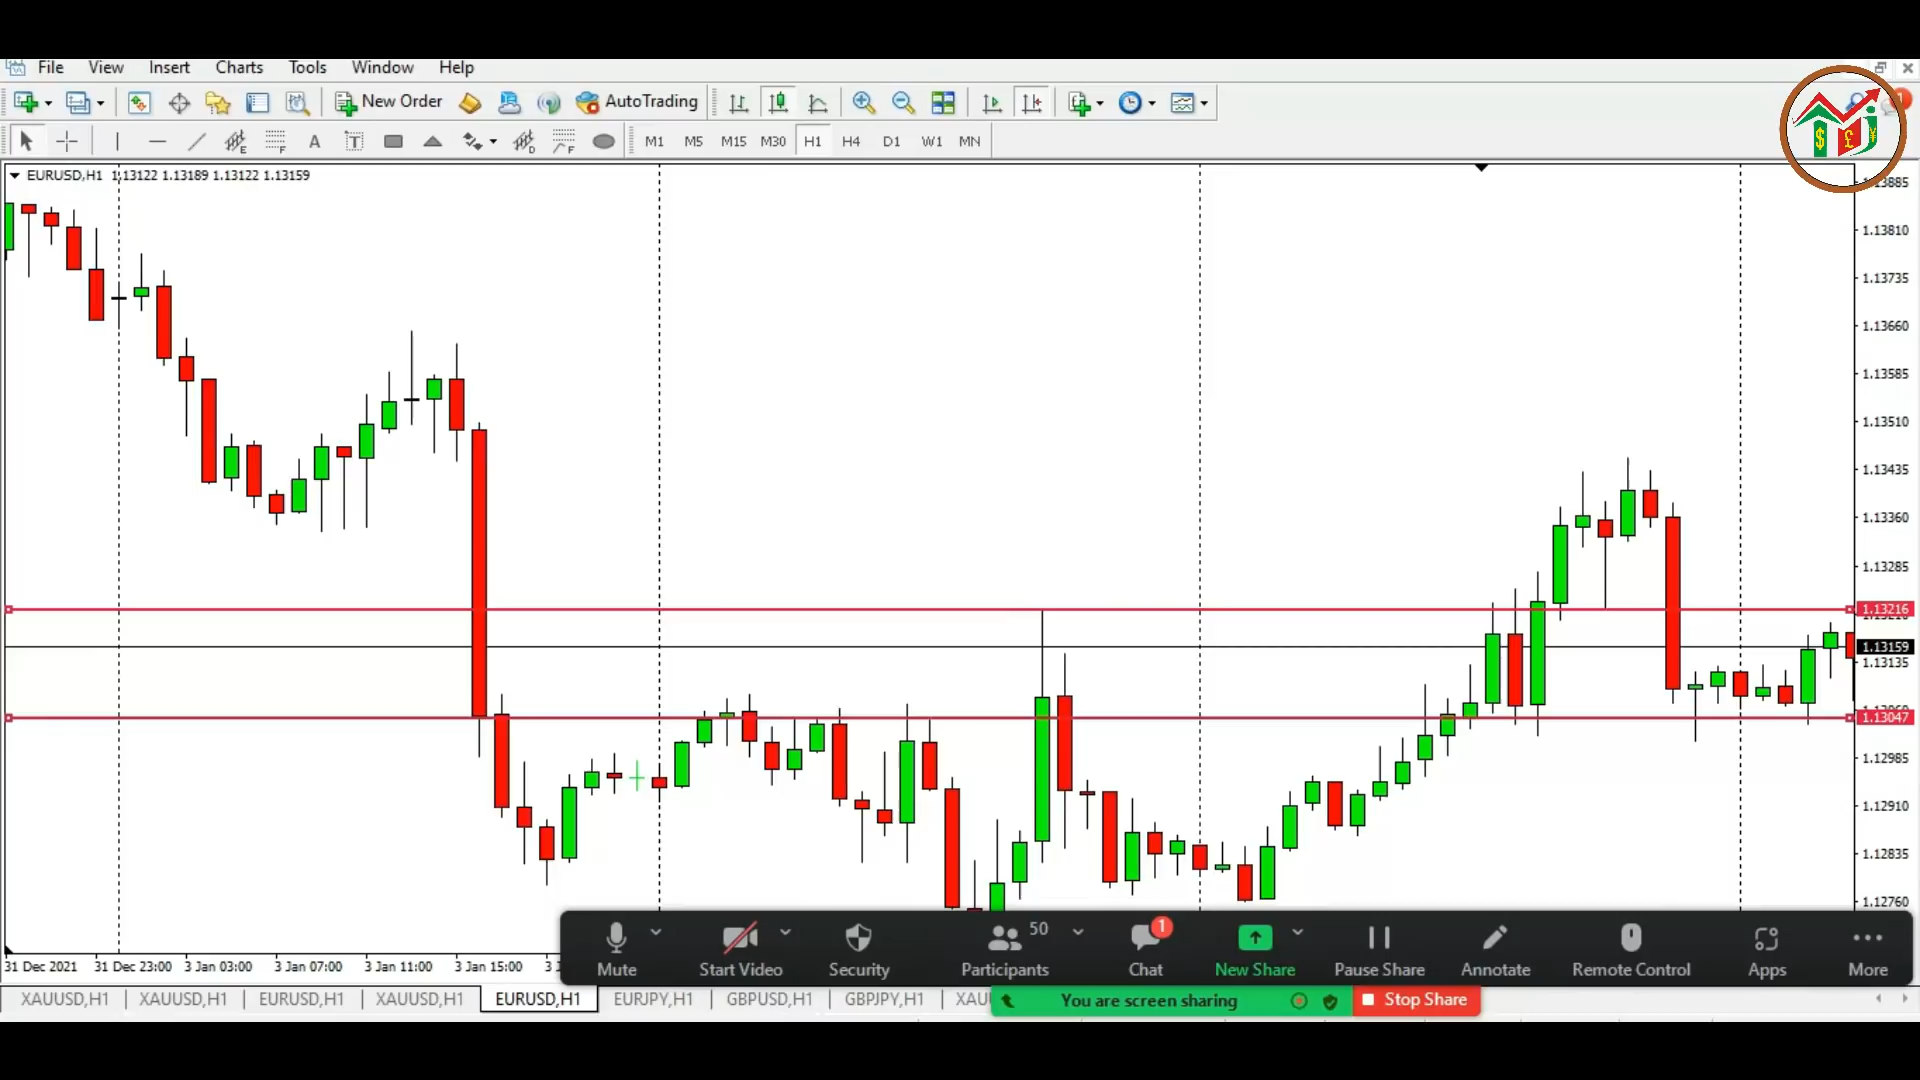 File View Insert Charts Tools Window Help
New Order AutoTrading
A T E F D F M1 M5 M15 M30 H1 H4 D1 W1 MN
EURUSD,H1 1.13122 1.13189 1.13122 1.13159
1.13885
1.13810
1.13735
1.13660
1.13585
1.13510
1.13435
1.13360
1.13285
1.13216
1.13159
1.13135
1.13047
1.12985
1.12910
1.12835
1.12760
31 Dec 2021 31 Dec 23:00 3 Jan 03:00 3 Jan 07:00 3 Jan 11:00 3 Jan 15:00
50 1
Mute Start Video Security Participants Chat New Share Pause Share Annotate Remote Control Apps More
XAUUSD,H1 XAUUSD,H1 EURUSD,H1 XAUUSD,H1 EURUSD,H1 EURJPY,H1 GBPUSD,H1 GBPJPY,H1 XAU
You are screen sharing Stop Share